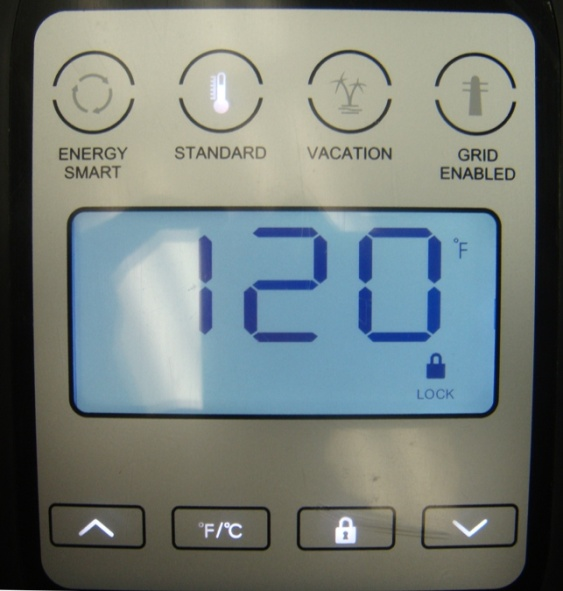 ENERGY
SMART
STANDARD
VACATION
GRID
ENABLED
120 °F
LOCK
°F/°C